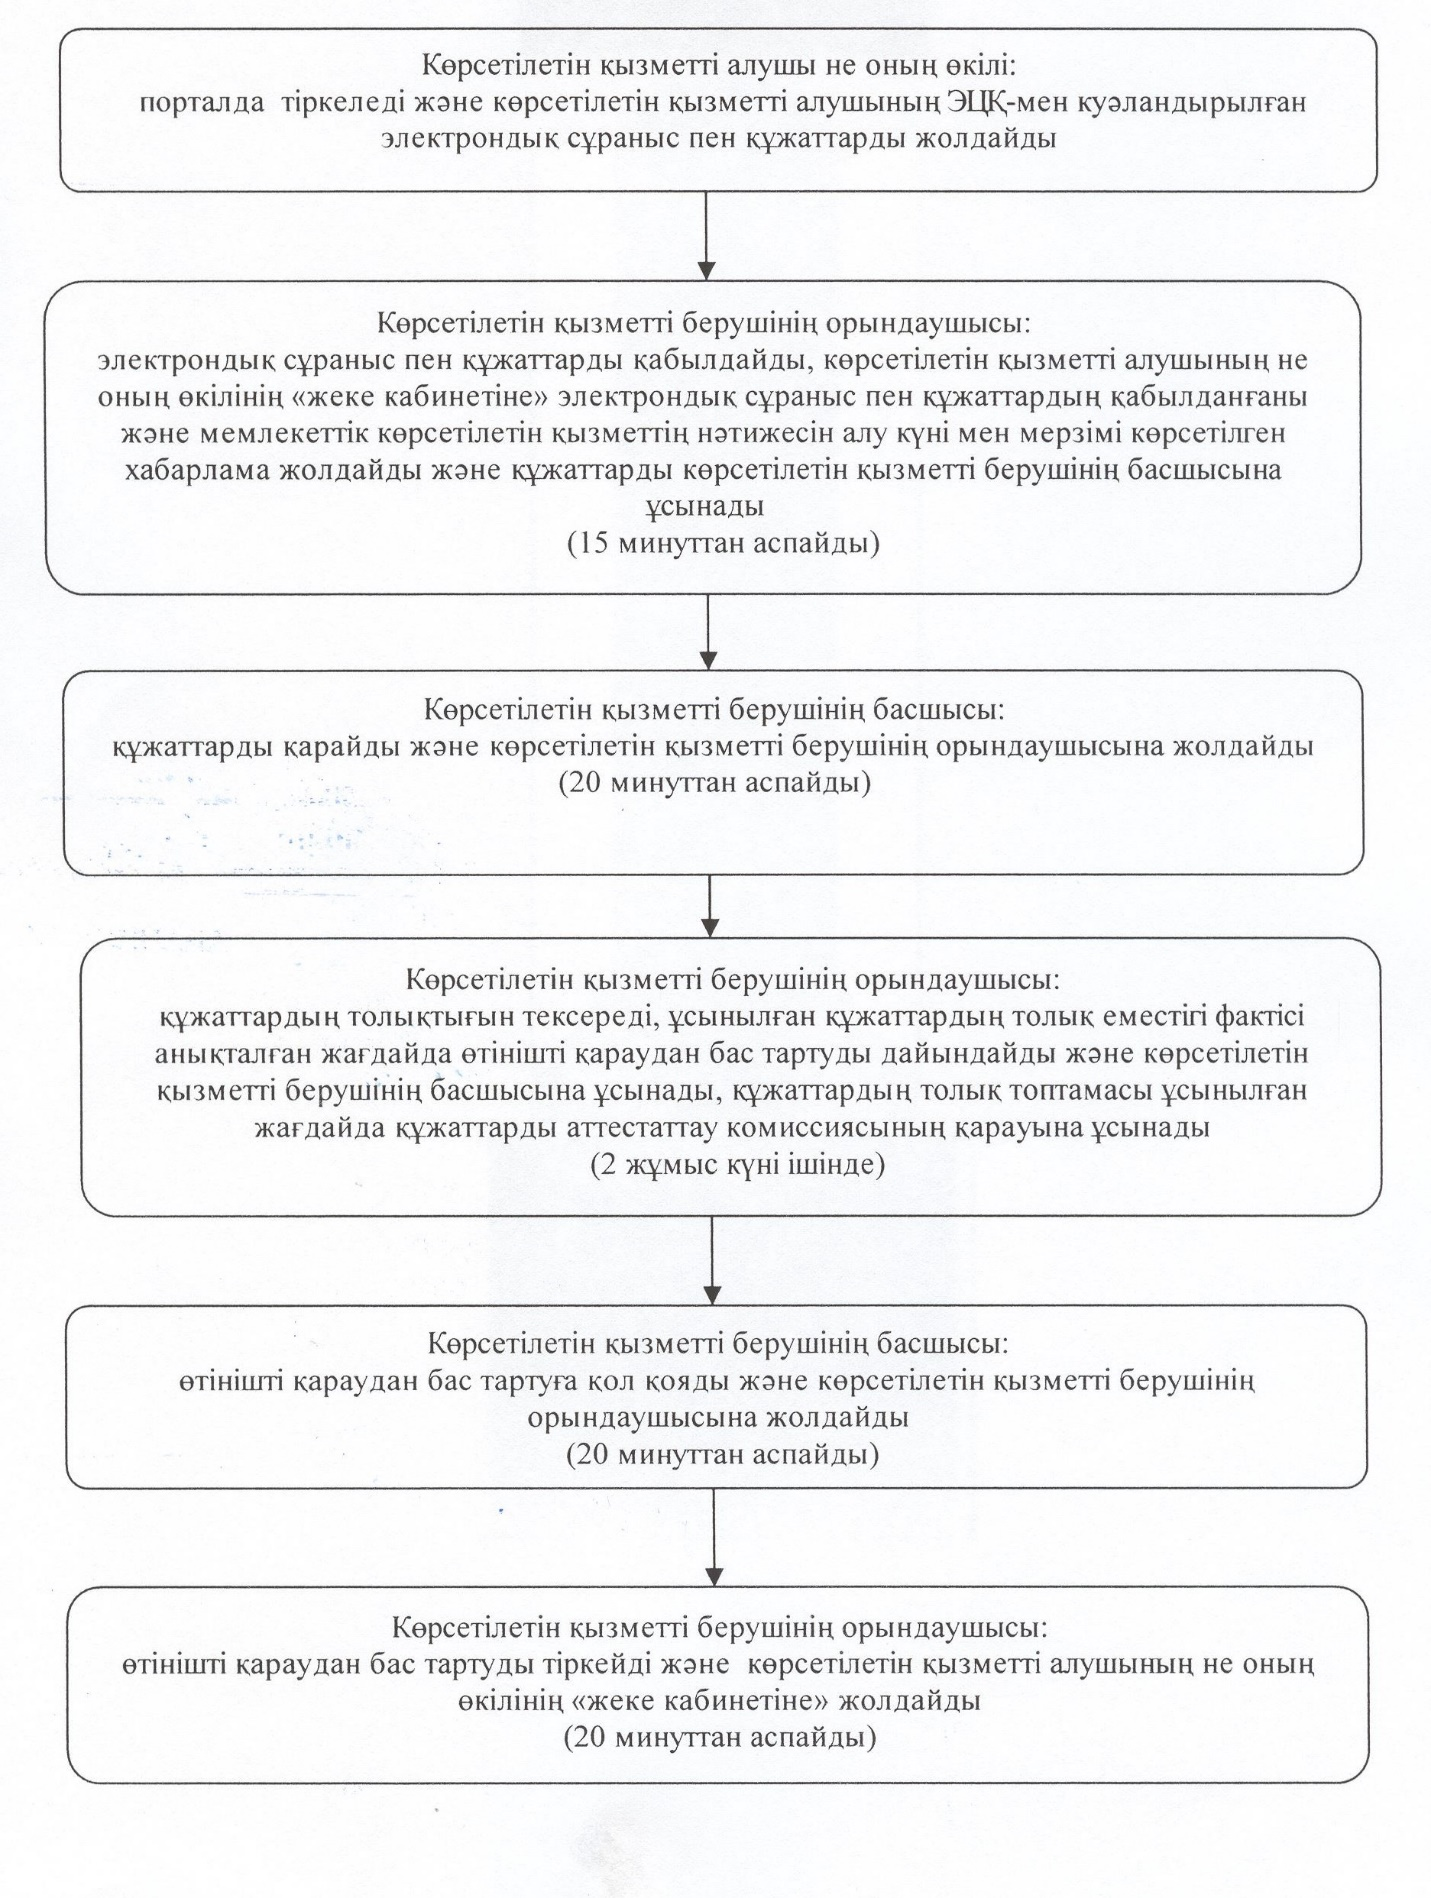 Көрсетілетін қызметті алушы не оның өкілі:
порталда тіркеледі және көрсетілетін қызметті алушының ЭЦҚ-мен куәландырылған
электрондық сұраныс пен құжаттарды жолдайды
Көрсетілетін қызметті берушінің орындаушысы:
электрондық сұраныс пен құжаттарды қабылдайды, көрсетілетін қызметті алушының не
оның өкілінің «жеке кабинетіне» электрондық сұраныс пен құжаттардың қабылданғаны
және мемлекеттік көрсетілетін қызметтің нәтижесін алу күні мен мерзімі көрсетілген
хабарлама жолдайды және құжаттарды көрсетілетін қызметті берушінің басшысына
ұсынады
(15 минуттан аспайды)
Көрсетілетін қызметті берушінің басшысы:
құжаттарды қарайды және көрсетілетін қызметті берушінің орындаушысына жолдайды
(20 минуттан аспайды)
Көрсетілетін қызметті берушінің орындаушысы:
құжаттардың толықтығын тексереді, ұсынылған құжаттардың толық еместігі фактісі
анықталған жағдайда өтінішті қараудан бас тартуды дайындайды және көрсетілетін
қызметті берушінің басшысына ұсынады, құжаттардың толық топтамасы ұсынылған
жағдайда құжаттарды аттестаттау комиссиясының қарауына ұсынады
(2 жұмыс күні ішінде)
Көрсетілетін қызметті берушінің басшысы:
өтінішті қараудан бас тартуға қол қояды және көрсетілетін қызметті берушінің
орындаушысына жолдайды
(20 минуттан аспайды)
Көрсетілетін қызметті берушінің орындаушысы:
өтінішті қараудан бас тартуды тіркейді және көрсетілетін қызметті алушының не оның
өкілінің «жеке кабинетіне» жолдайды
(20 минуттан аспайды)